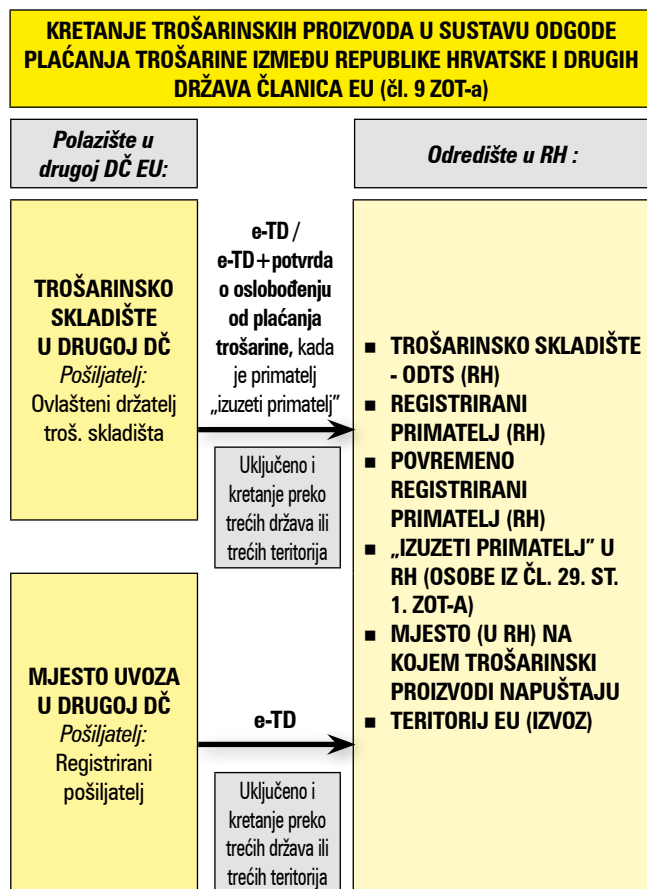 KRETANJE TROŠARINSKIH PROIZVODA U SUSTAVU ODGODE
PLAĆANJA TROŠARINE IZMEĐU REPUBLIKE HRVATSKE I DRUGIH
DRŽAVA ČLANICA EU (čl. 9 ZOT-a)
Polazište u
drugoj DČ EU:
Odredište u RH :
TROŠARINSKO
SKLADIŠTE
U DRUGOJ DČ
Pošiljatelj:
Ovlašteni držatelj
troš. skladišta
e-TD /
e-TD+potvrda
o oslobođenju
od plaćanja
trošarine, kada
je primatelj
„izuzeti primatelj”
Uključeno i
kretanje preko
trećih država ili
trećih teritorija
MJESTO UVOZA
U DRUGOJ DČ
Pošiljatelj:
Registrirani
pošiljatelj
e-TD
Uključeno i
kretanje preko
trećih država ili
trećih teritorija
■ TROŠARINSKO SKLADIŠTE
- ODTS (RH)
■ REGISTRIRANI
PRIMATELJ (RH)
■ POVREMENO
REGISTRIRANI
PRIMATELJ (RH)
■ „IZUZETI PRIMATELJ” U
RH (OSOBE IZ ČL. 29. ST.
1. ZOT-A)
■ MJESTO (U RH) NA
KOJEM TROŠARINSKI
PROIZVODI NAPUŠTAJU
■ TERITORIJ EU (IZVOZ)